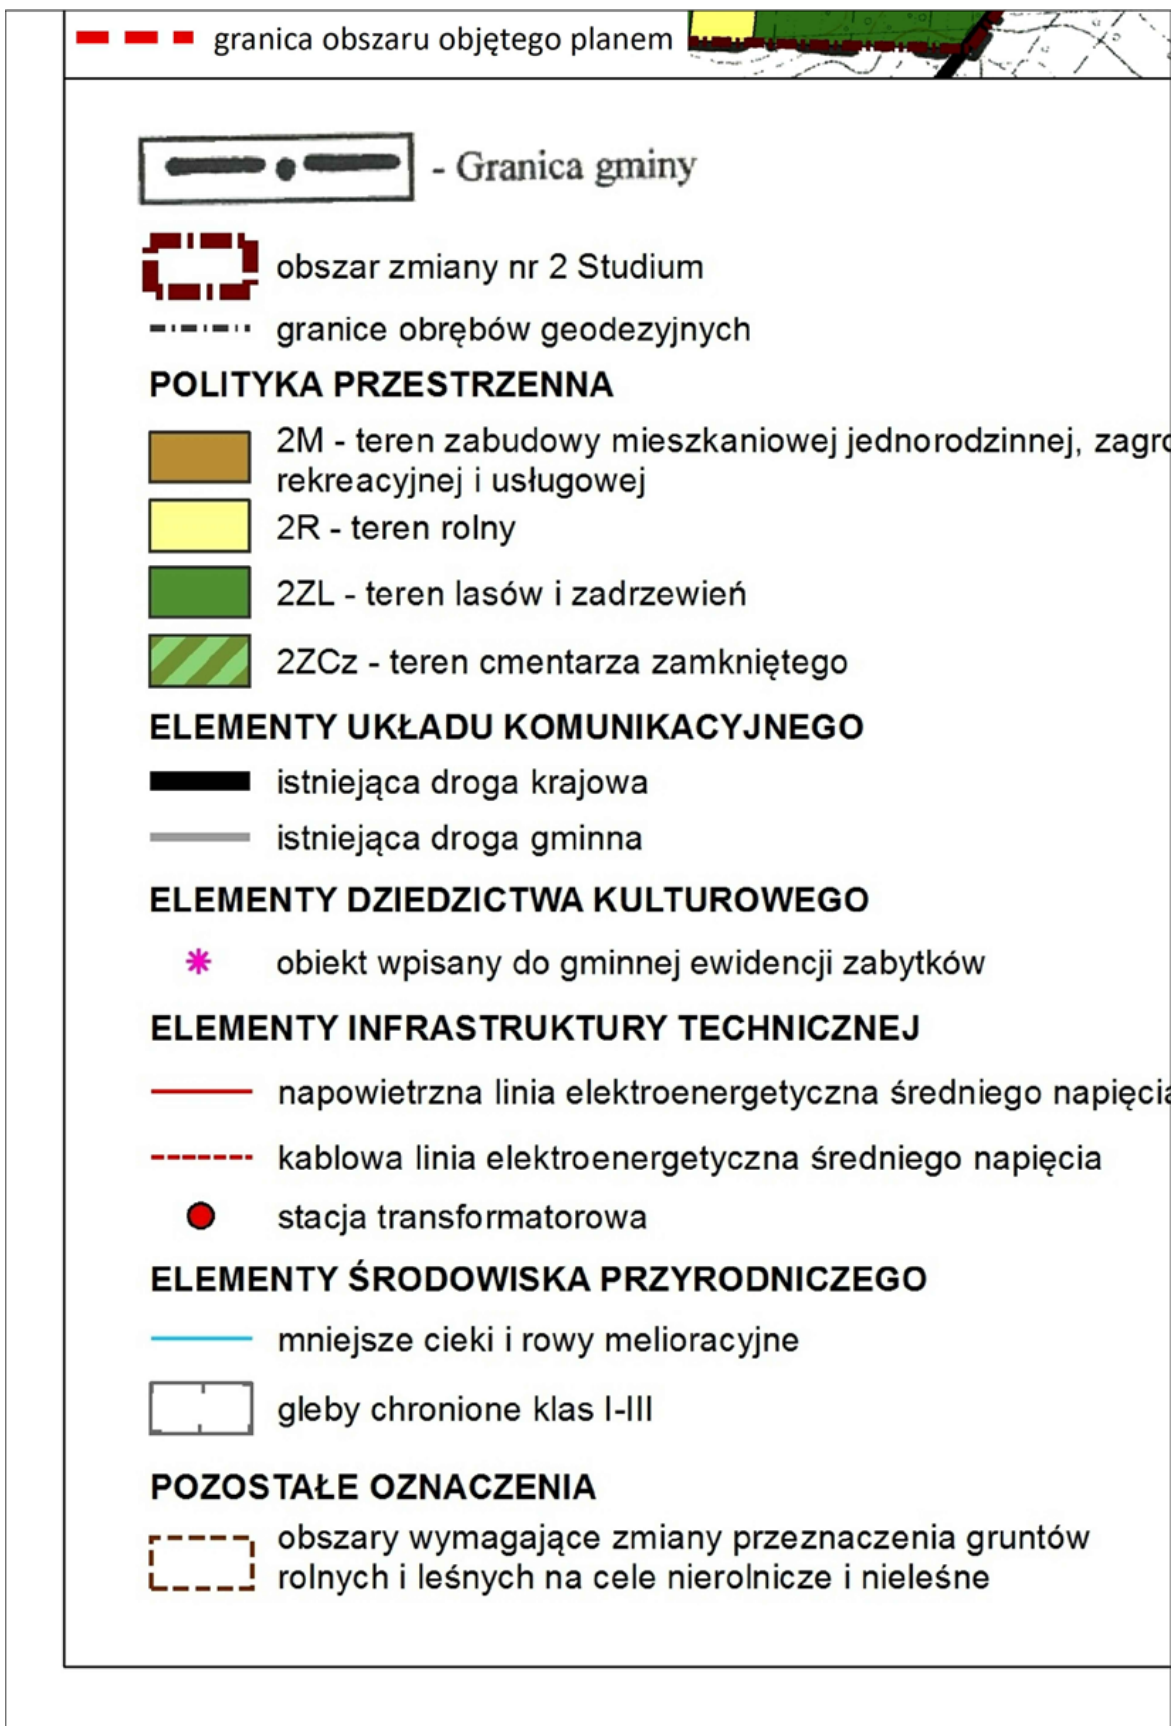 granica obszaru objętego planem
- Granica gminy
obszar zmiany nr 2 Studium
granice obrębów geodezyjnych
POLITYKA PRZESTRZENNA
2M - teren zabudowy mieszkaniowej jednorodzinnej,
rekreacyjnej i usługowej
2R - teren rolny
2ZL - teren lasów i zadrzewień
2ZCz - teren cmentarza zamkniętego
ELEMENTY UKŁADU KOMUNIKACYJNEGO
istniejąca droga krajowa
istniejąca droga gminna
ELEMENTY DZIEDZICTWA KULTUROWEGO
obiekt wpisany do gminnej ewidencji zabytków
ELEMENTY INFRASTRUKTURY TECHNICZNEJ
napowietrzna linia elektroenergetyczna średniego napięcia
kablowa linia elektroenergetyczna średniego napięcia
stacja transformatorowa
ELEMENTY ŚRODOWISKA PRZYRODNICZEGO
mniejsze cieki i rowy melioracyjne
gleby chronione klas I-III
POZOSTAŁE OZNACZENIA
obszary wymagające zmiany przeznaczenia gruntów
rolnych i leśnych na cele nierolnicze i nieleśne